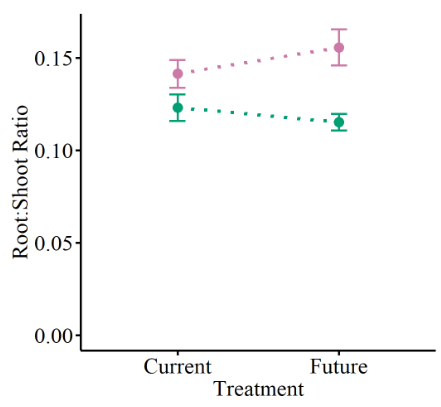 Root:Shoot Ratio
0.15
0.10
0.05
0.00
Current Future
Treatment